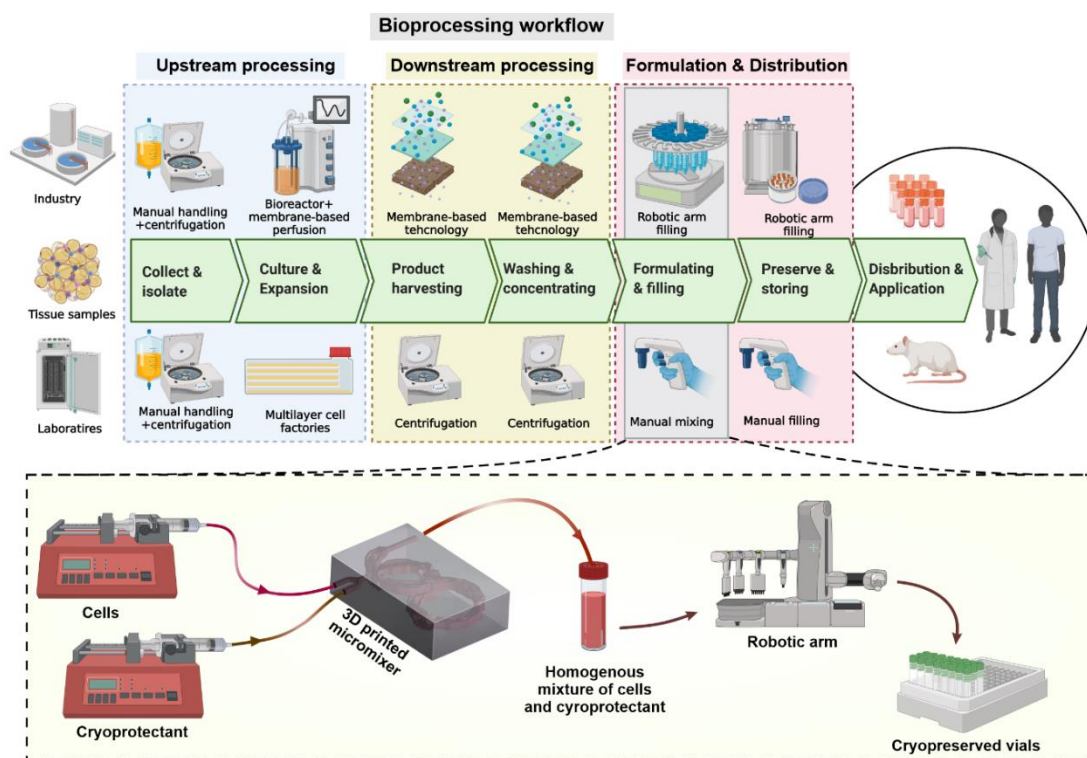 Bioprocessing workflow
Upstream processing
Downstream processing
Formulation & Distribution
Industry
Manual handling
+centrifugation
Bioreactor+
membrane-based
perfusion
Membrane-based
tehcnology
Membrane-based
tehcnology
Robotic arm
filling
Robotic arm
filling
Tissue samples
Collect &
isolate
Culture &
Expansion
Product
harvesting
Washing &
concentrating
Formulating
& filling
Preserve &
storing
Disbribution &
Application
Laboratires
Manual handling
+centrifugation
Multilayer cell
factories
Centrifugation
Centrifugation
Manual mixing
Manual filling
Cells
Cryoprotectant
3D printed
micromixer
Homogenous
mixture of cells
and cyroprotectant
Robotic arm
Cryopreserved vials